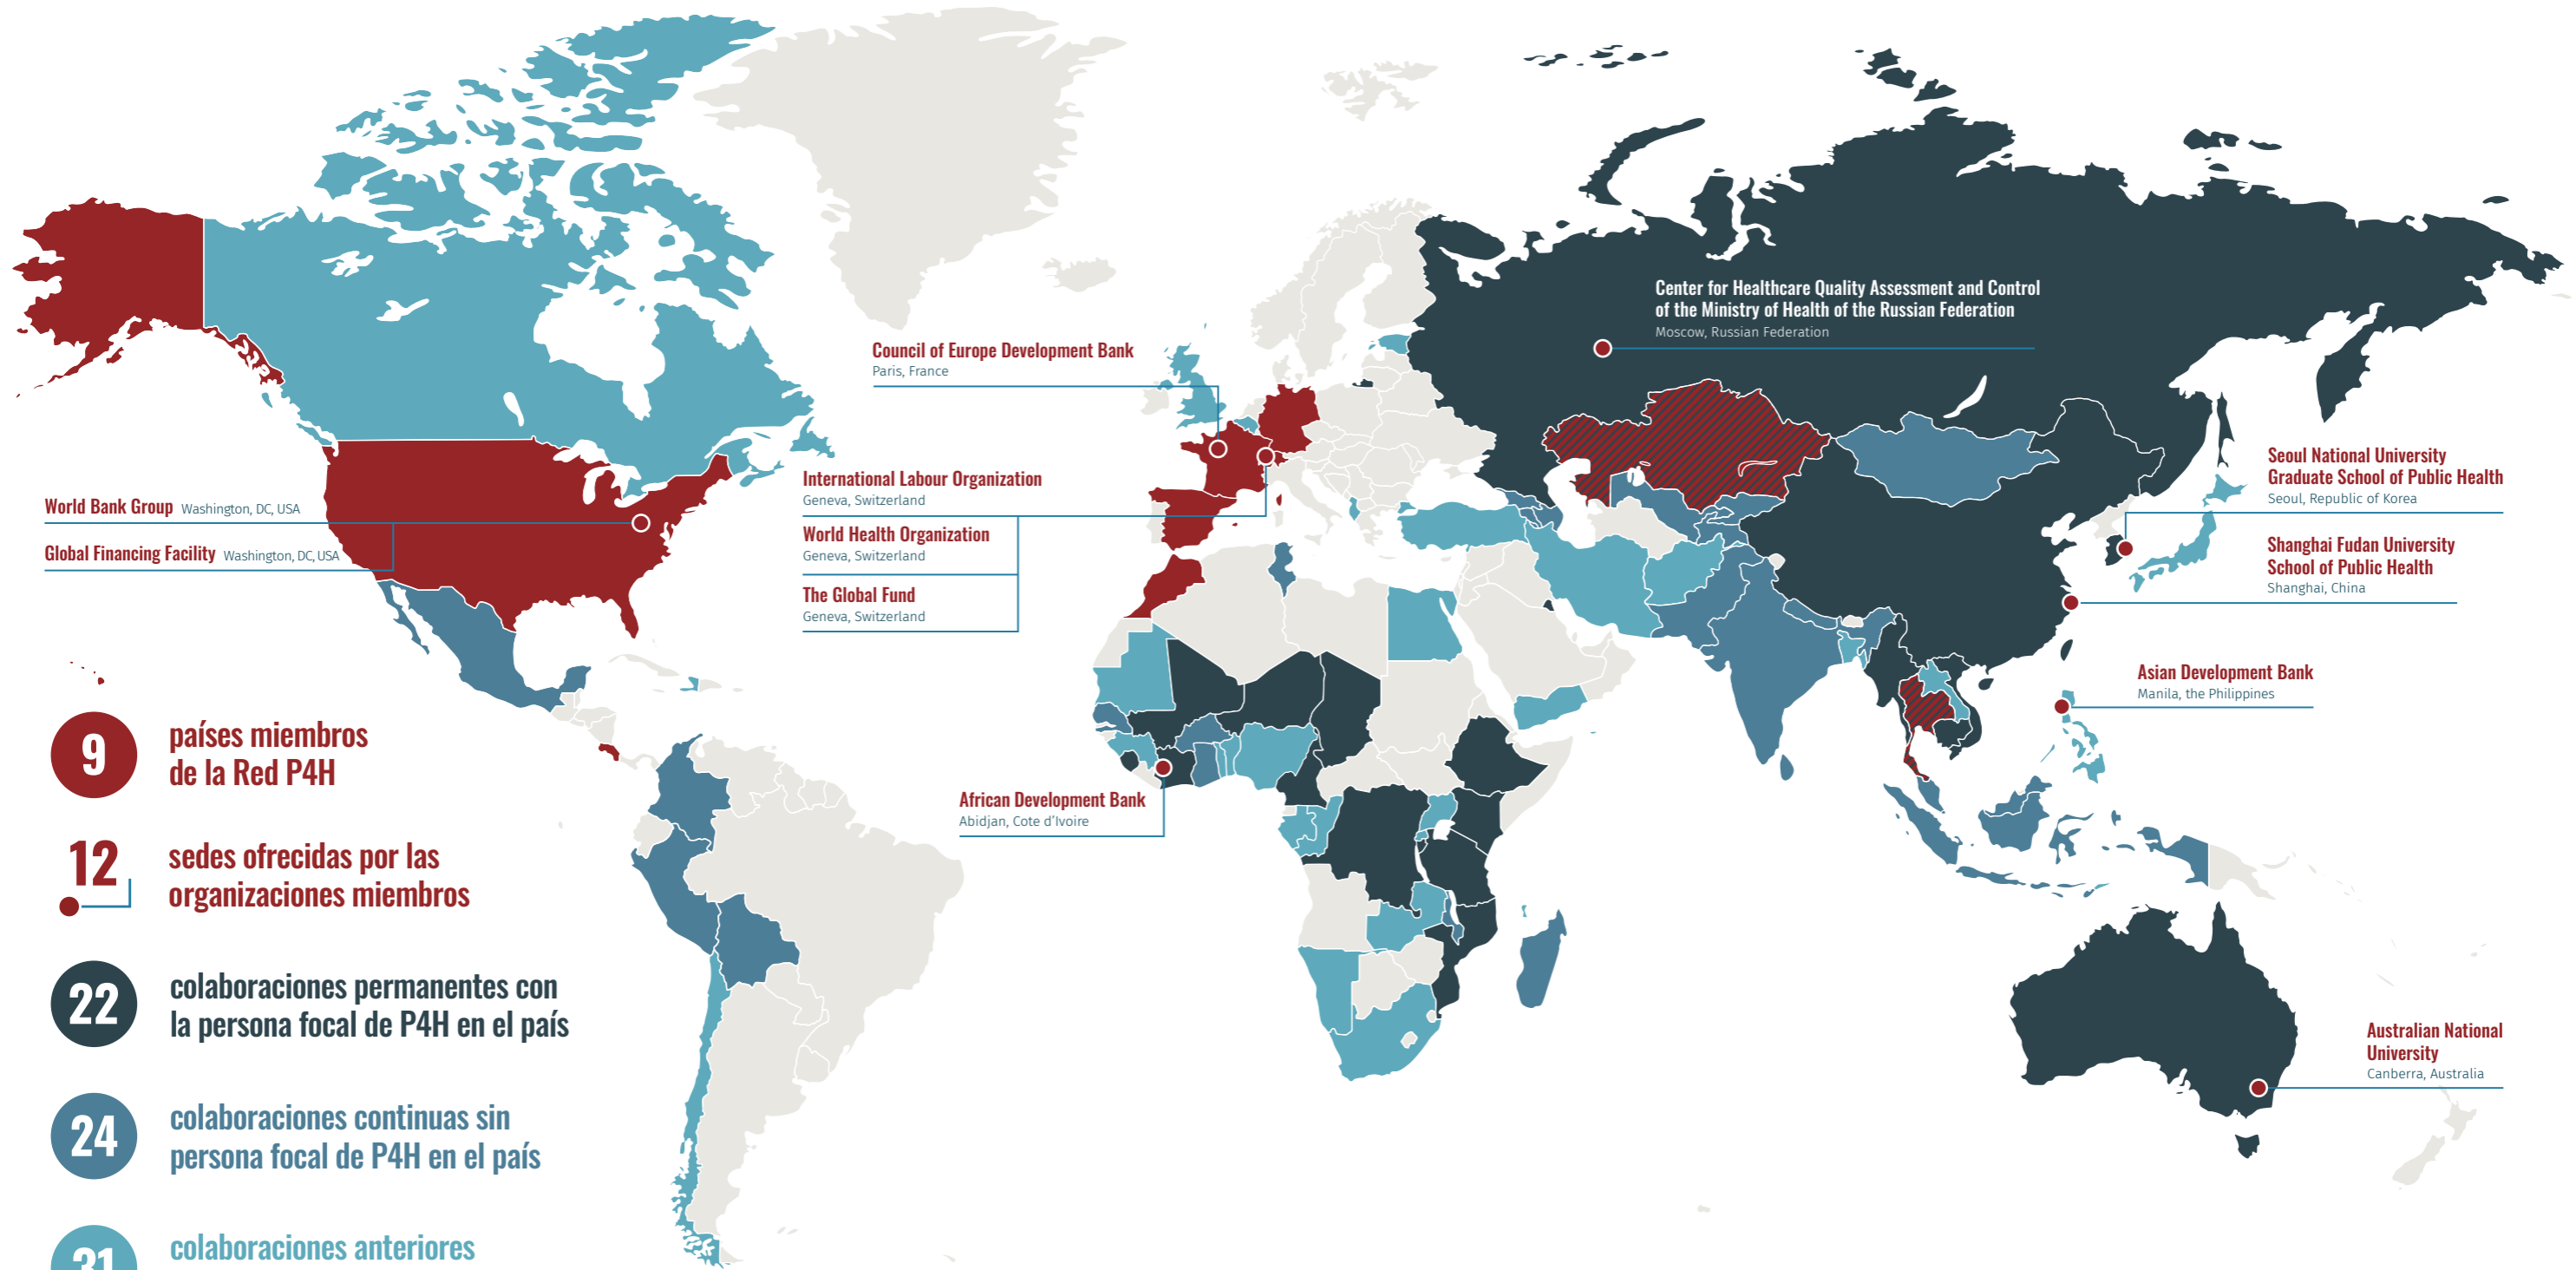 Center for Healthcare Quality Assessment and Control
of the Ministry of Health of the Russian Federation
Moscow, Russian Federation
Council of Europe Development Bank
Paris, France
International Labour Organization
Geneva, Switzerland
World Health Organization
Geneva, Switzerland
The Global Fund
Geneva, Switzerland
World Bank Group Washington, DC, USA
Global Financing Facility Washington, DC, USA
Seoul National University
Graduate School of Public Health
Seoul, Republic of Korea
Shanghai Fudan University
School of Public Health
Shanghai, China
Asian Development Bank
Manila, the Philippines
African Development Bank
Abidjan, Cote d'Ivoire
Australian National
University
Canberra, Australia
9
países miembros
de la Red P4H
12
sedes ofrecidas por las
organizaciones miembros
22
colaboraciones permanentes con
la persona focal de P4H en el país
24
colaboraciones continuas sin
persona focal de P4H en el país
31
colaboraciones anteriores